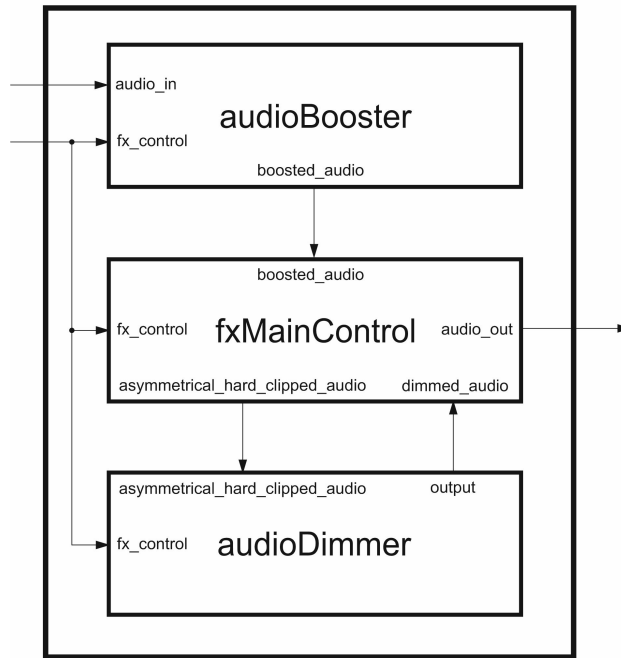 audio_in
audioBooster
fx_control
boosted_audio
boosted_audio
fx_control
fxMainControl
audio_out
asymmetrical_hard_clipped_audio
dimmed_audio
asymmetrical_hard_clipped_audio
output
fx_control
audioDimmer